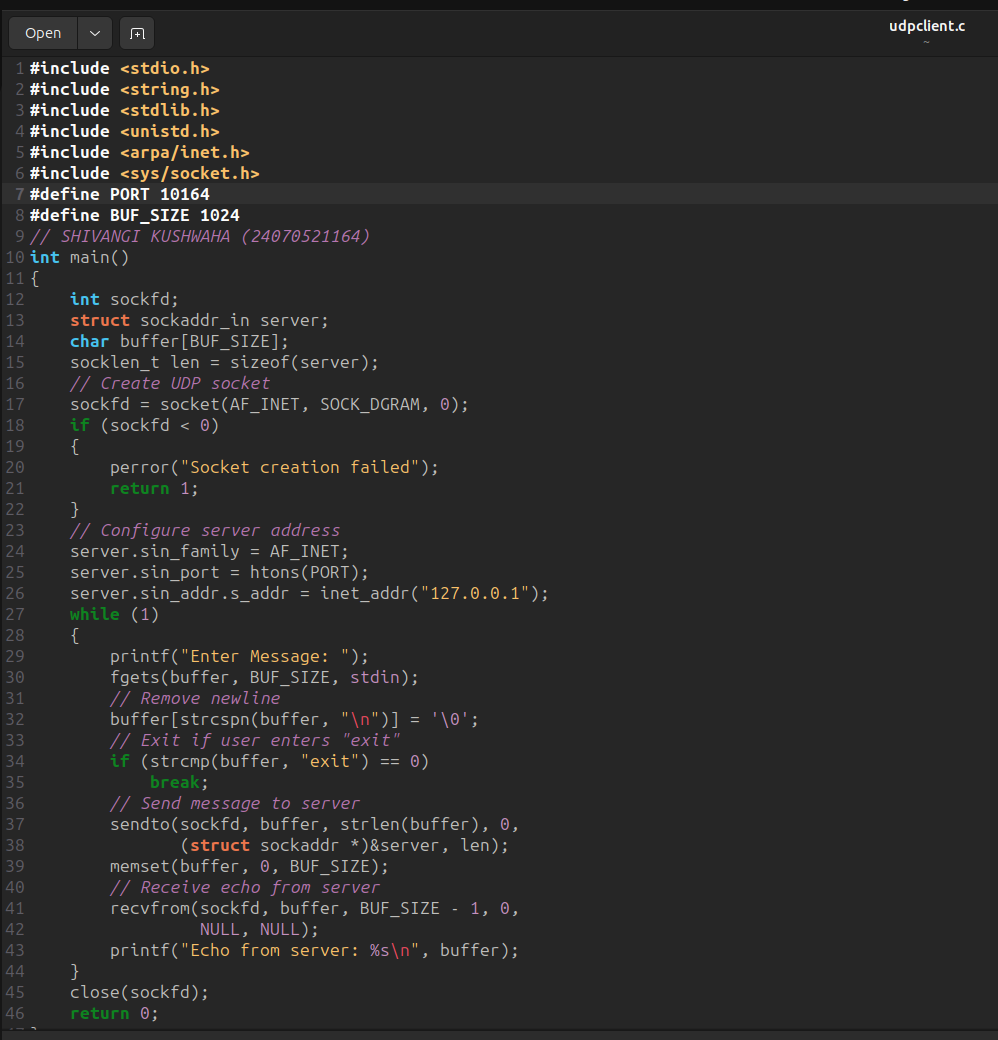 Open
udpclient.c
~
1 #include <stdio.h>
2 #include <string.h>
3 #include <stdlib.h>
4 #include <unistd.h>
5 #include <arpa/inet.h>
6 #include <sys/socket.h>
7 #define PORT 10164
8 #define BUF_SIZE 1024
9 // SHIVANGI KUSHWAHA (24070521164)
10 int main()
11 {
12     int sockfd;
13     struct sockaddr_in server;
14     char buffer[BUF_SIZE];
15     socklen_t len = sizeof(server);
16     // Create UDP socket
17     sockfd = socket(AF_INET, SOCK_DGRAM, 0);
18     if (sockfd < 0)
19     {
20         perror("Socket creation failed");
21         return 1;
22     }
23     // Configure server address
24     server.sin_family = AF_INET;
25     server.sin_port = htons(PORT);
26     server.sin_addr.s_addr = inet_addr("127.0.0.1");
27     while (1)
28     {
29         printf("Enter Message: ");
30         fgets(buffer, BUF_SIZE, stdin);
31         // Remove newline
32         buffer[strcspn(buffer, "\n")] = '\0';
33         // Exit if user enters "exit"
34         if (strcmp(buffer, "exit") == 0)
35             break;
36         // Send message to server
37         sendto(sockfd, buffer, strlen(buffer), 0,
38                (struct sockaddr *)&server, len);
39         memset(buffer, 0, BUF_SIZE);
40         // Receive echo from server
41         recvfrom(sockfd, buffer, BUF_SIZE - 1, 0,
42                  NULL, NULL);
43         printf("Echo from server: %s\n", buffer);
44     }
45     close(sockfd);
46     return 0;